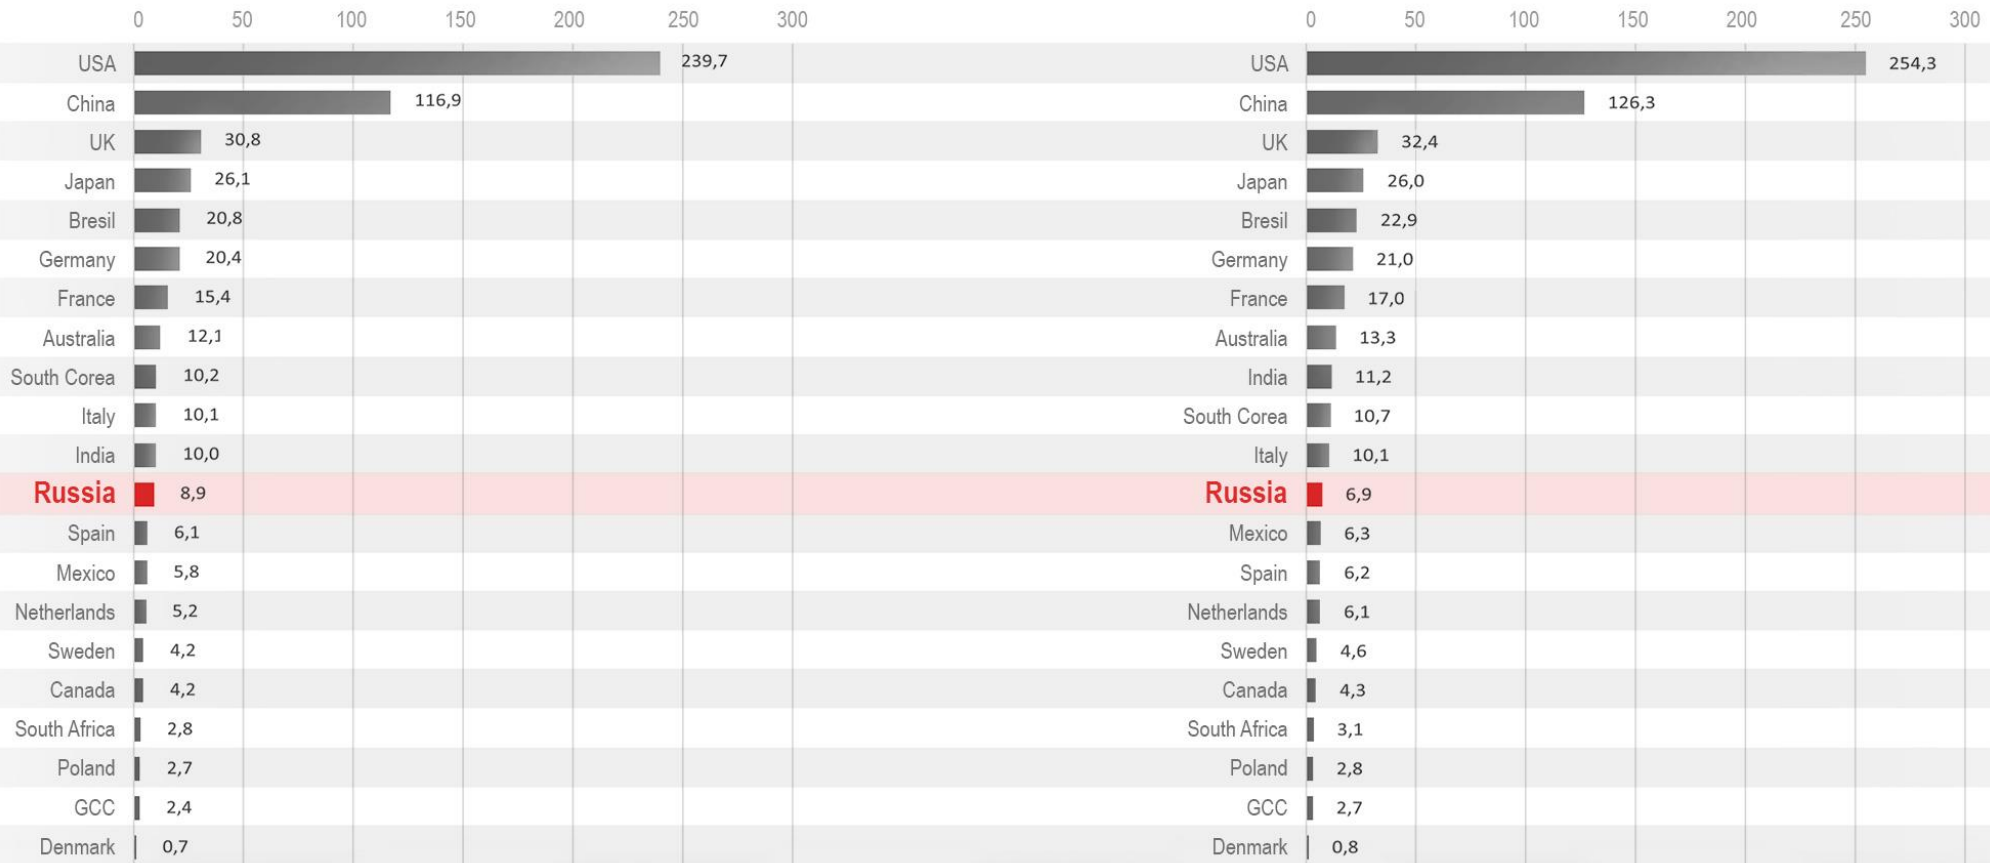 0 50 100 150 200 250 300
USA 239,7
China 116,9
UK 30,8
Japan 26,1
Bresil 20,8
Germany 20,4
France 15,4
Australia 12,1
South Corea 10,2
Italy 10,1
India 10,0
Russia 8,9
Spain 6,1
Mexico 5,8
Netherlands 5,2
Sweden 4,2
Canada 4,2
South Africa 2,8
Poland 2,7
GCC 2,4
Denmark 0,7
0 50 100 150 200 250 300
USA 254,3
China 126,3
UK 32,4
Japan 26,0
Bresil 22,9
Germany 21,0
France 17,0
Australia 13,3
India 11,2
South Corea 10,7
Italy 10,1
Russia 6,9
Mexico 6,3
Spain 6,2
Netherlands 6,1
Sweden 4,6
Canada 4,3
South Africa 3,1
Poland 2,8
GCC 2,7
Denmark 0,8